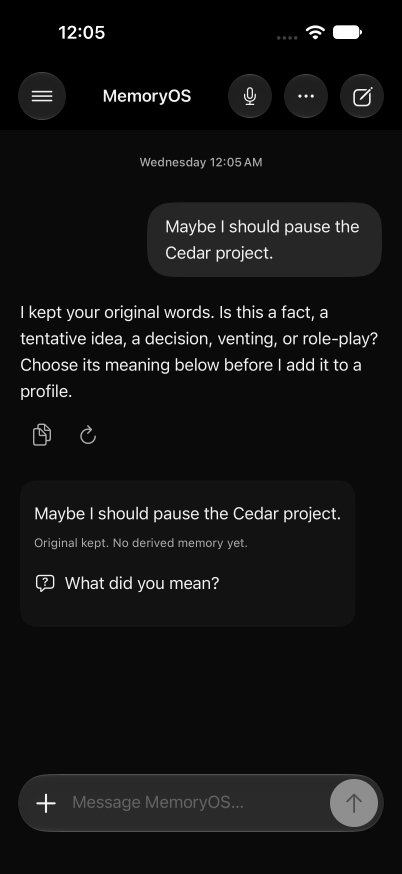 12:05
MemoryOS
Wednesday 12:05 AM
Maybe I should pause the
Cedar project.
I kept your original words. Is this a fact, a
tentative idea, a decision, venting, or role-play?
Choose its meaning below before I add it to a
profile.
Maybe I should pause the Cedar project.
Original kept. No derived memory yet.
What did you mean?
Message MemoryOS...